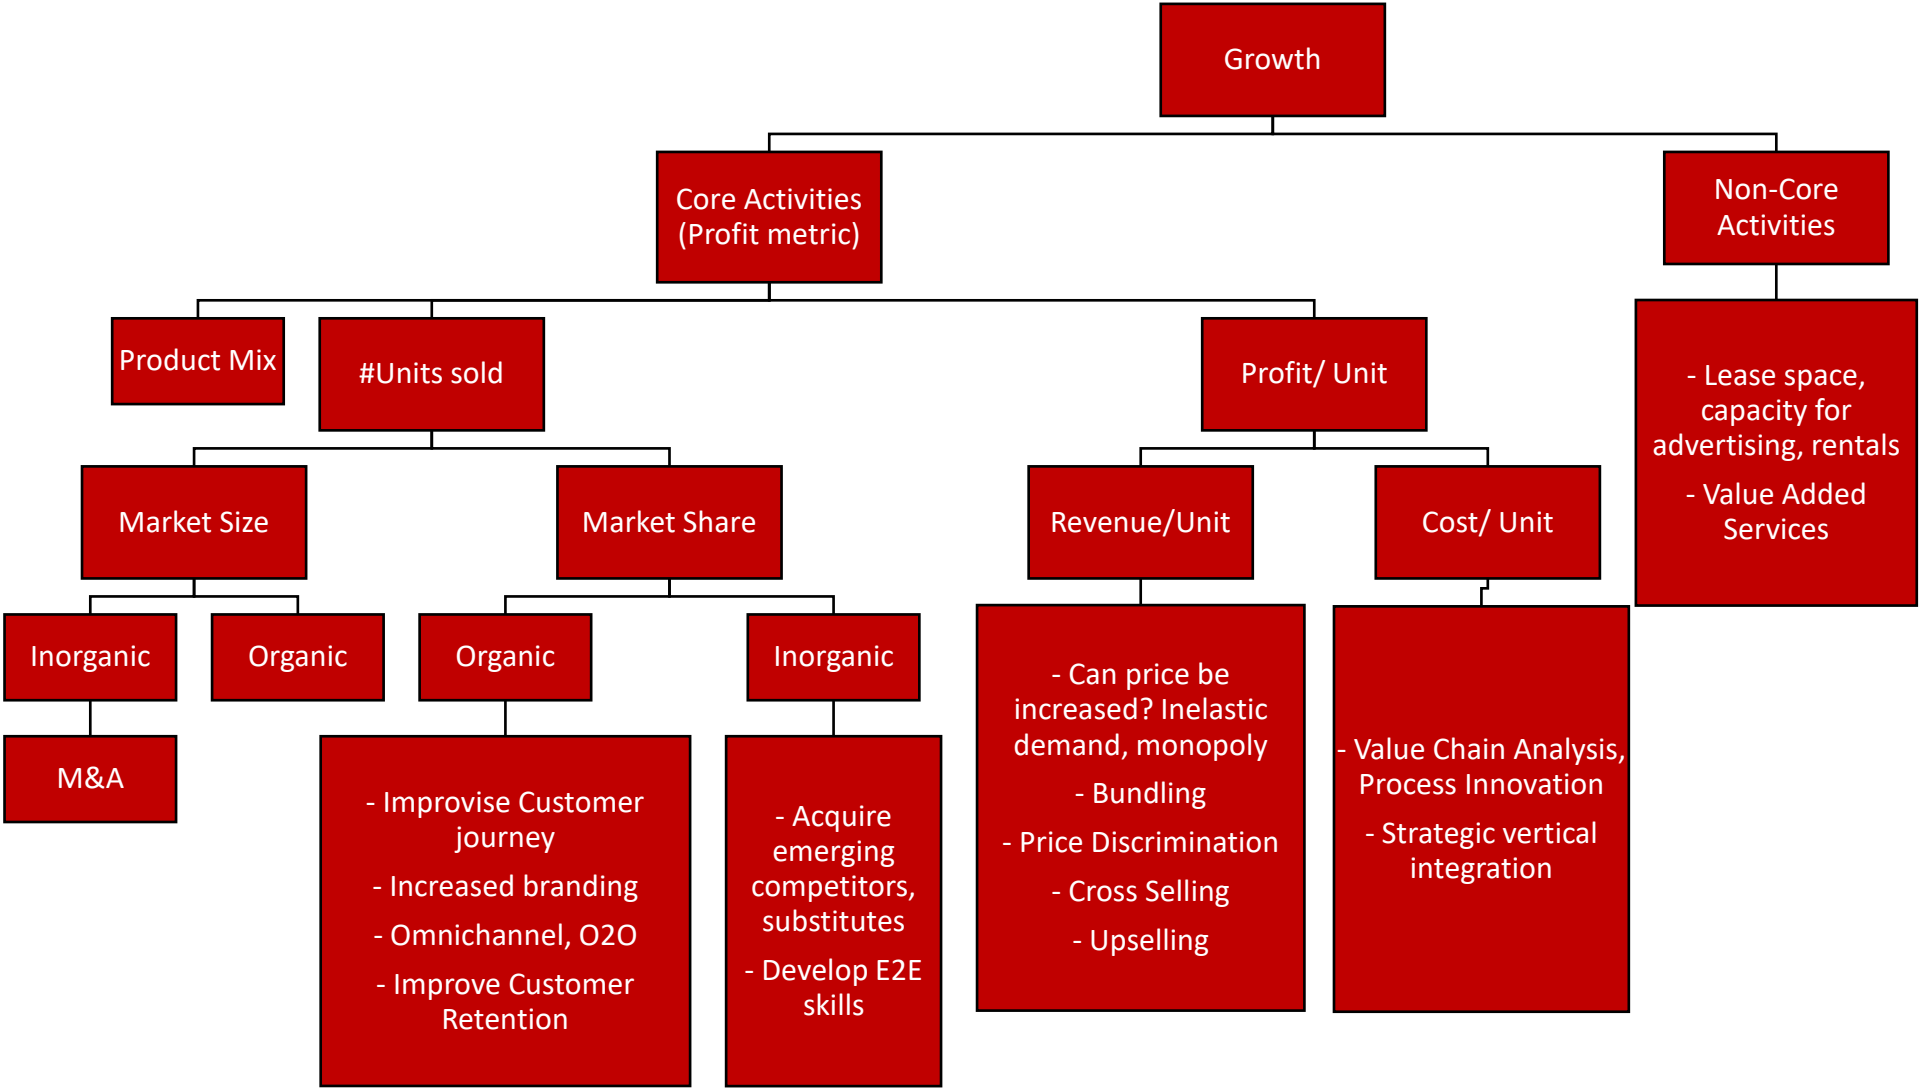 Growth
Core Activities
(Profit metric)
Non-Core
Activities
Product Mix
#Units sold
Profit/ Unit
- Lease space,
capacity for
advertising, rentals
- Value Added
Services
Market Size
Market Share
Revenue/Unit
Cost/ Unit
Inorganic
Organic
Organic
Inorganic
M&A
- Improvise Customer
journey
- Increased branding
- Omnichannel, O2O
- Improve Customer
Retention
- Acquire
emerging
competitors,
substitutes
- Develop E2E
skills
- Can price be
increased? Inelastic
demand, monopoly
- Bundling
- Price Discrimination
- Cross Selling
- Upselling
- Value Chain Analysis,
Process Innovation
- Strategic vertical
integration